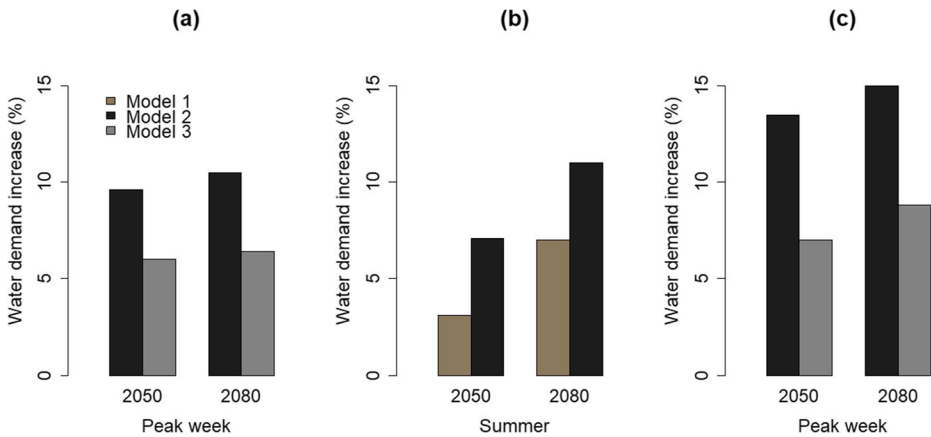 (a)
Water demand increase (%)
15
10
5
0
Model 1
Model 2
Model 3
2050
2080
Peak week
(b)
Water demand increase (%)
15
10
5
0
2050
2080
Summer
(c)
Water demand increase (%)
15
10
5
0
2050
2080
Peak week